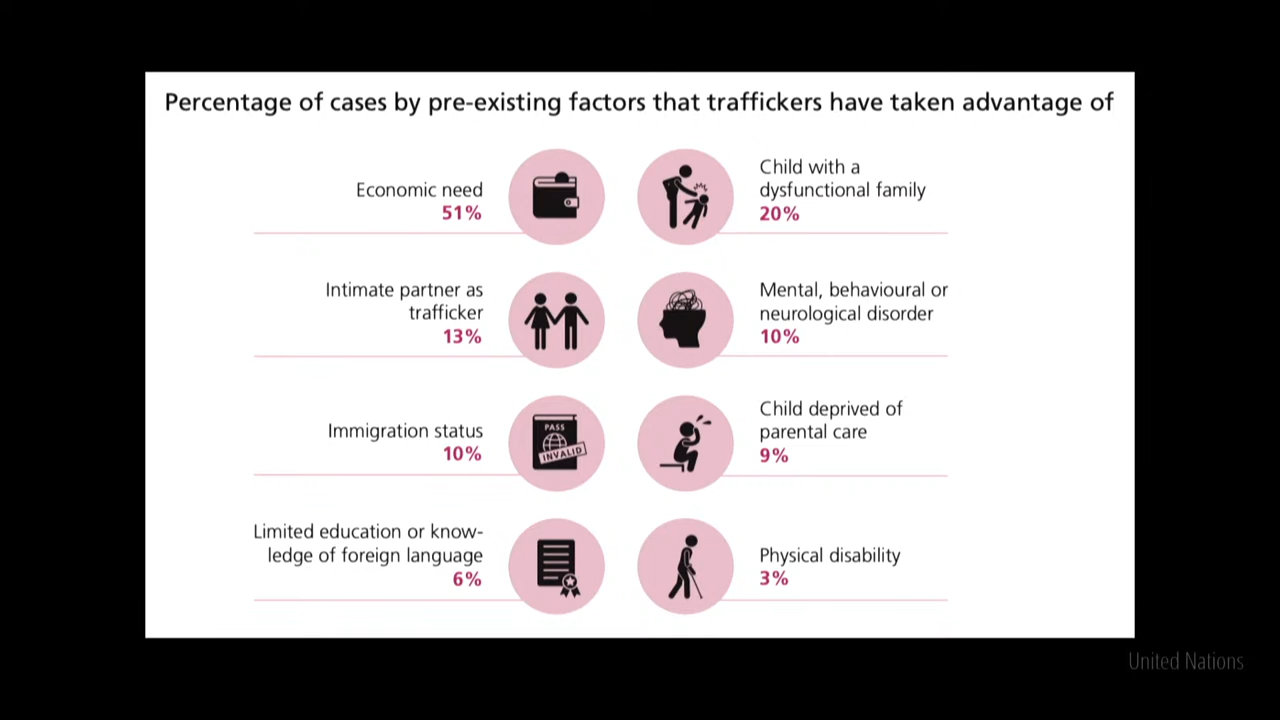 Percentage of cases by pre-existing factors that traffickers have taken advantage of
Economic need
51%
Child with a
dysfunctional family
20%
Intimate partner as
trafficker
13%
Mental, behavioural or
neurological disorder
10%
Immigration status
10%
PASS
INVALID
Child deprived of
parental care
9%
Limited education or know-
ledge of foreign language
6%
Physical disability
3%
United Nations